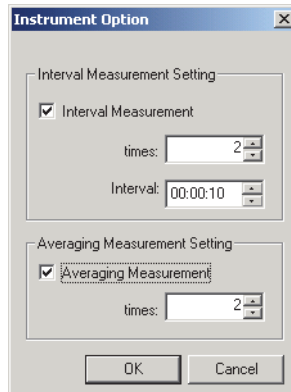 Instrument Option
Interval Measurement Setting
Interval Measurement
times: 2
Interval: 00:00:10
Averaging Measurement Setting
Averaging Measurement
times: 2
OK Cancel